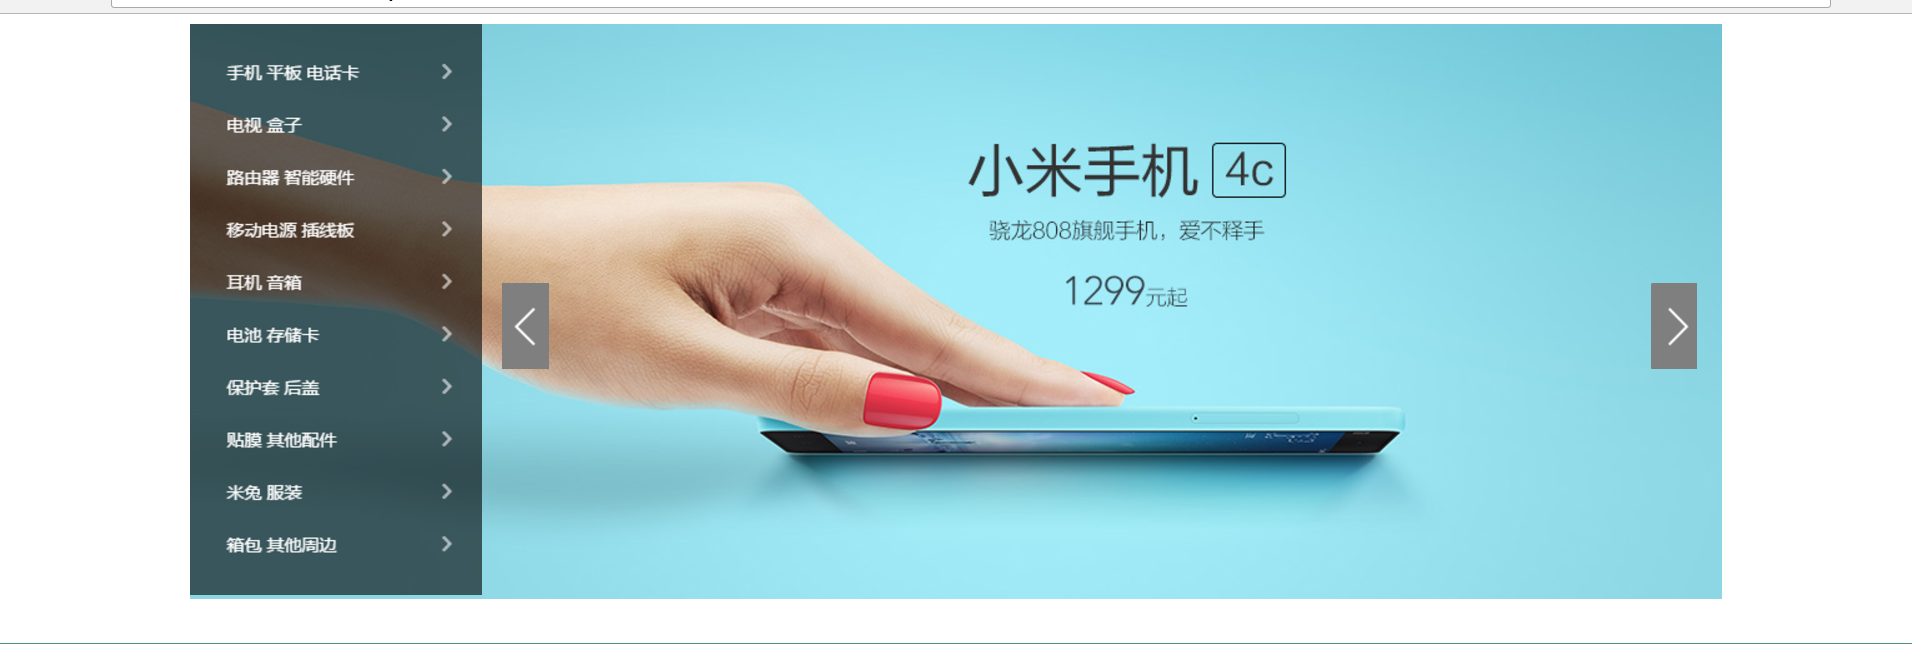 手机 平板 电话卡
电视 盒子
路由器 智能硬件
移动电源 插线板
耳机 音箱
电池 存储卡
保护套 后盖
贴膜 其他配件
米兔 服装
箱包 其他周边
小米手机 4c
骁龙808旗舰手机，爱不释手
1299元起